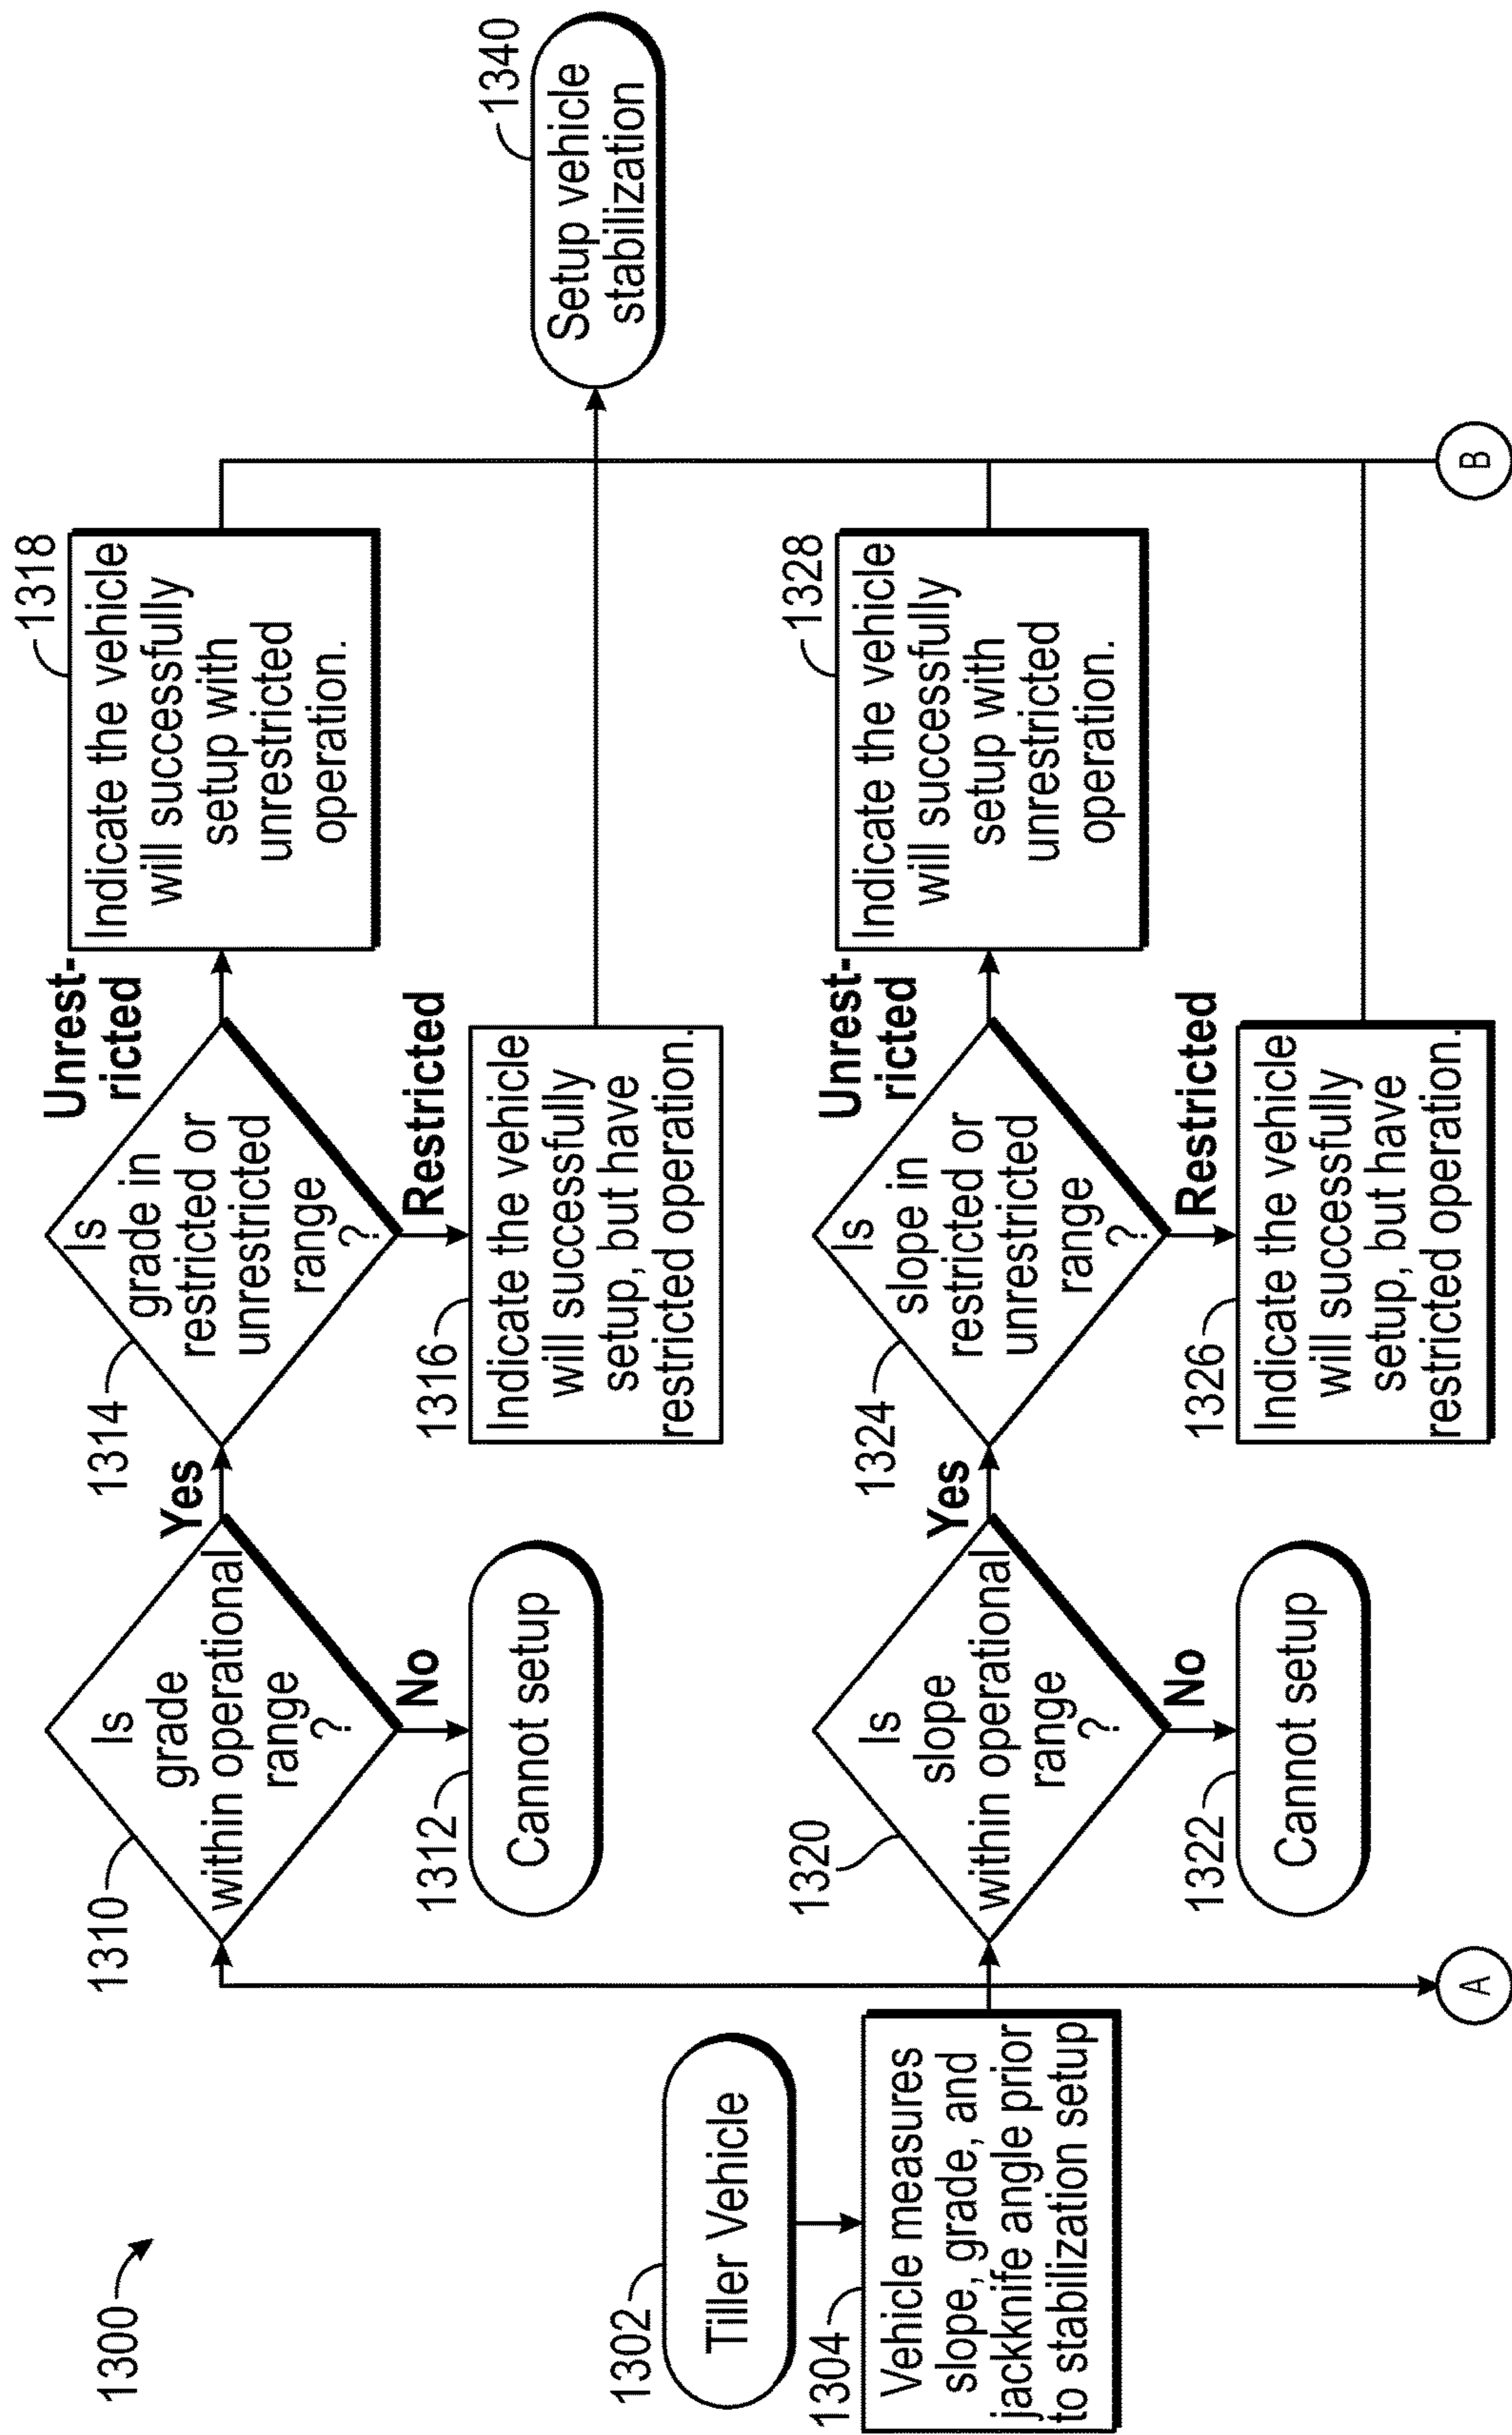 1300
1302
Tiller Vehicle
1304
Vehicle measures
slope, grade, and
jackknife angle prior
to stabilization setup
1310
Is
grade
within operational
range
?
Yes
No
1312
Cannot setup
1314
Is
grade in
restricted or
unrestricted
range
?
Unrest-
ricted
Restricted
1316
Indicate the vehicle
will successfully
setup, but have
restricted operation.
1318
Indicate the vehicle
will successfully
setup with
unrestricted
operation.
1340
Setup vehicle
stabilization
1320
Is
slope
within operational
range
?
Yes
No
1322
Cannot setup
1324
Is
slope in
restricted or
unrestricted
range
?
Unrest-
ricted
Restricted
1326
Indicate the vehicle
will successfully
setup, but have
restricted operation.
1328
Indicate the vehicle
will successfully
setup with
unrestricted
operation.
A
B